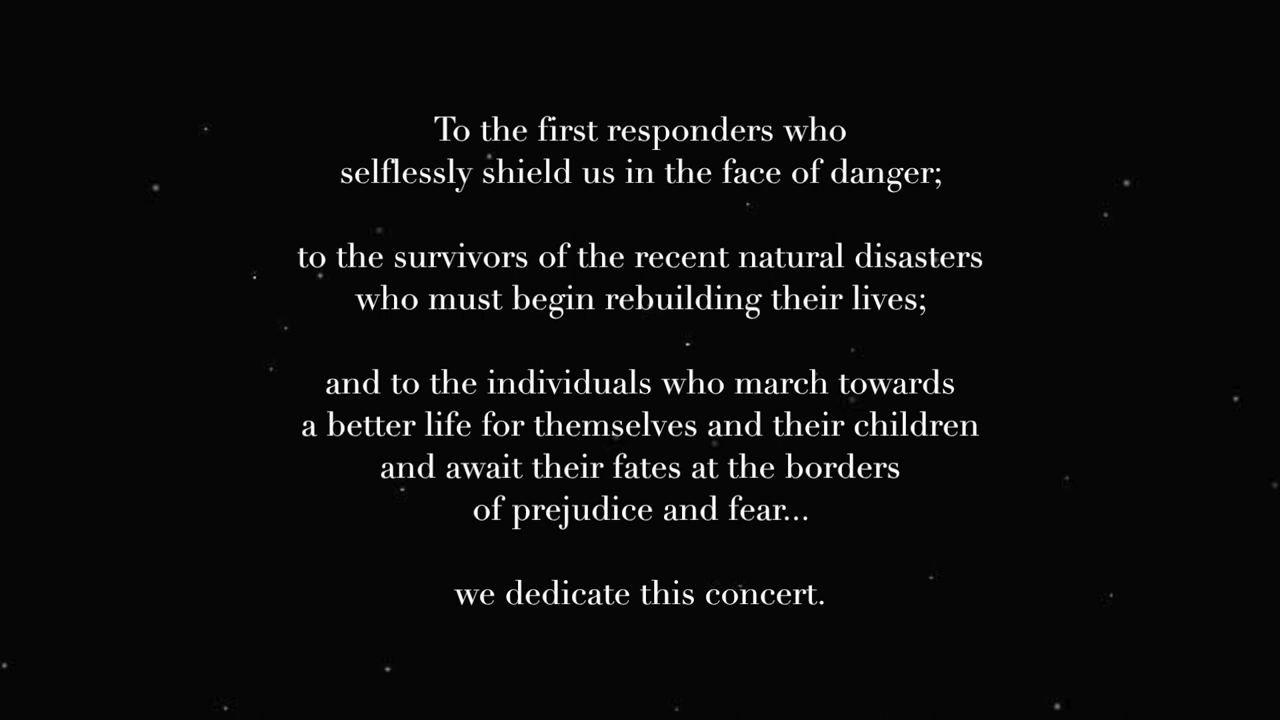 To the first responders who
selflessly shield us in the face of danger;
to the survivors of the recent natural disasters
who must begin rebuilding their lives;
and to the individuals who march towards
a better life for themselves and their children
and await their fates at the borders
of prejudice and fear...
we dedicate this concert.